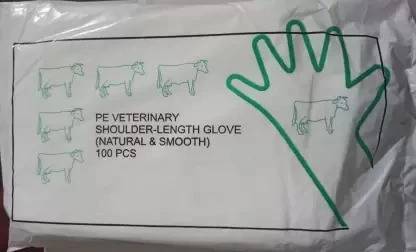 PE VETERINARY
SHOULDER-LENGTH GLOVE
(NATURAL & SMOOTH)
100 PCS